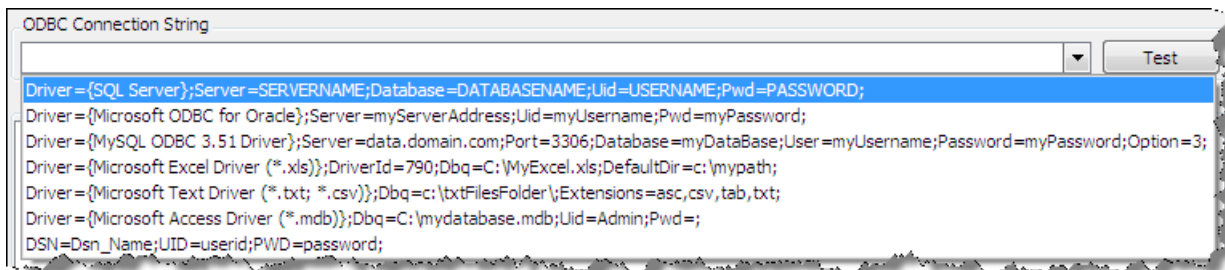 ODBC Connection String
Test
Driver={SQL Server};Server=SERVERNAME;Database=DATABASENAME;Uid=USERNAME;Pwd=PASSWORD;
Driver={Microsoft ODBC for Oracle};Server=myServerAddress;Uid=myUsername;Pwd=myPassword;
Driver={MySQL ODBC 3.51 Driver};Server=data.domain.com;Port=3306;Database=myDataBase;User=myUsername;Password=myPassword;Option=3;
Driver={Microsoft Excel Driver (*.xls)};DriverId=790;Dbq=C:\MyExcel.xls;DefaultDir=c:\mypath;
Driver={Microsoft Text Driver (*.txt; *.csv)};Dbq=c:\txtFilesFolder\;Extensions=asc,csv,tab,txt;
Driver={Microsoft Access Driver (*.mdb)};Dbq=C:\mydatabase.mdb;Uid=Admin;Pwd=;
DSN=Dsn_Name;UID=userid;PWD=password;